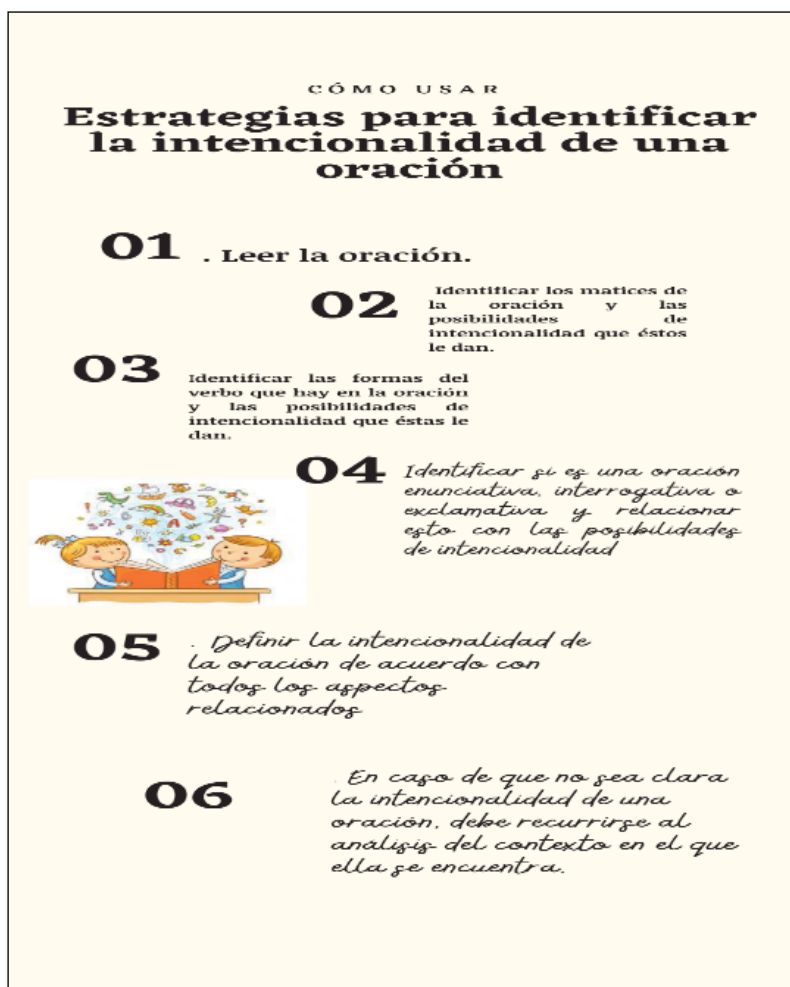 CÓMO USAR
Estrategias para identificar
la intencionalidad de una
oración
01 . Leer la oración.
02
Identificar los matices de
la oración y las
posibilidades de
intencionalidad que éstos
le dan.
03
Identificar las formas del
verbo que hay en la oración
y las posibilidades de
intencionalidad que éstas le
dan.
04
Identificar si es una oración
enunciativa, interrogativa o
exclamativa y relacionar
esto con las posibilidades
de intencionalidad
05
. Definir la intencionalidad de
la oración de acuerdo con
todos los aspectos
relacionados
06
. En caso de que no sea clara
la intencionalidad de una
oración, debe recurrirse al
análisis del contexto en el que
ella se encuentra.